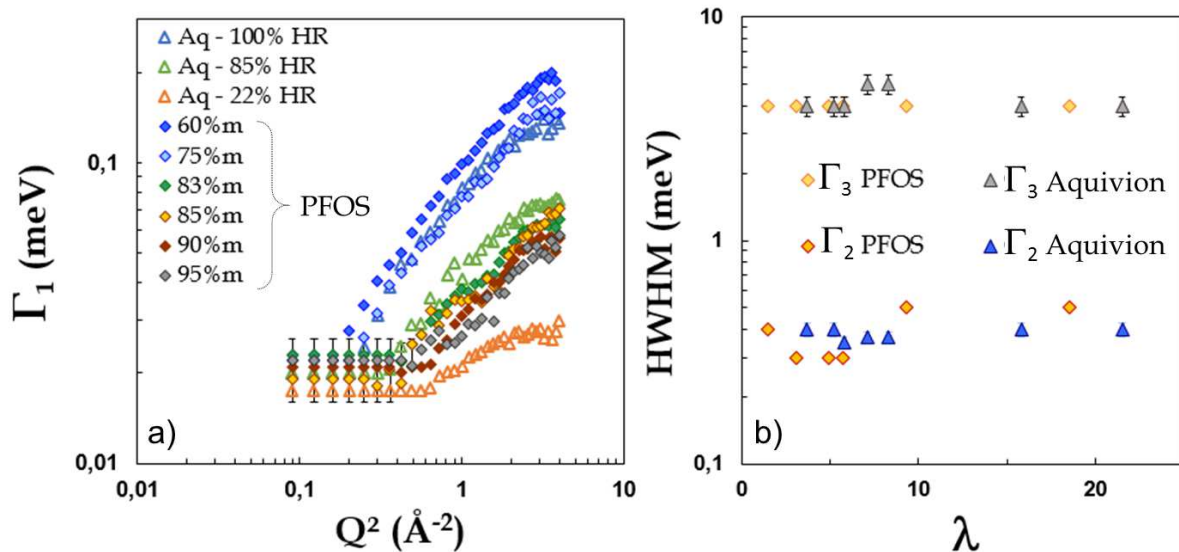 Aq - 100% HR
Aq - 85% HR
Aq - 22% HR
60%m
75%m
83%m
85%m
90%m
95%m
PFOS
Γ1 (meV)
0,1
0,01
a)
0,01
0,1
1
10
Q² (Å-2)
HWHM (meV)
10
1
0,1
Γ3 PFOS
Γ3 Aquivion
Γ2 PFOS
Γ2 Aquivion
b)
0
10
20
λ